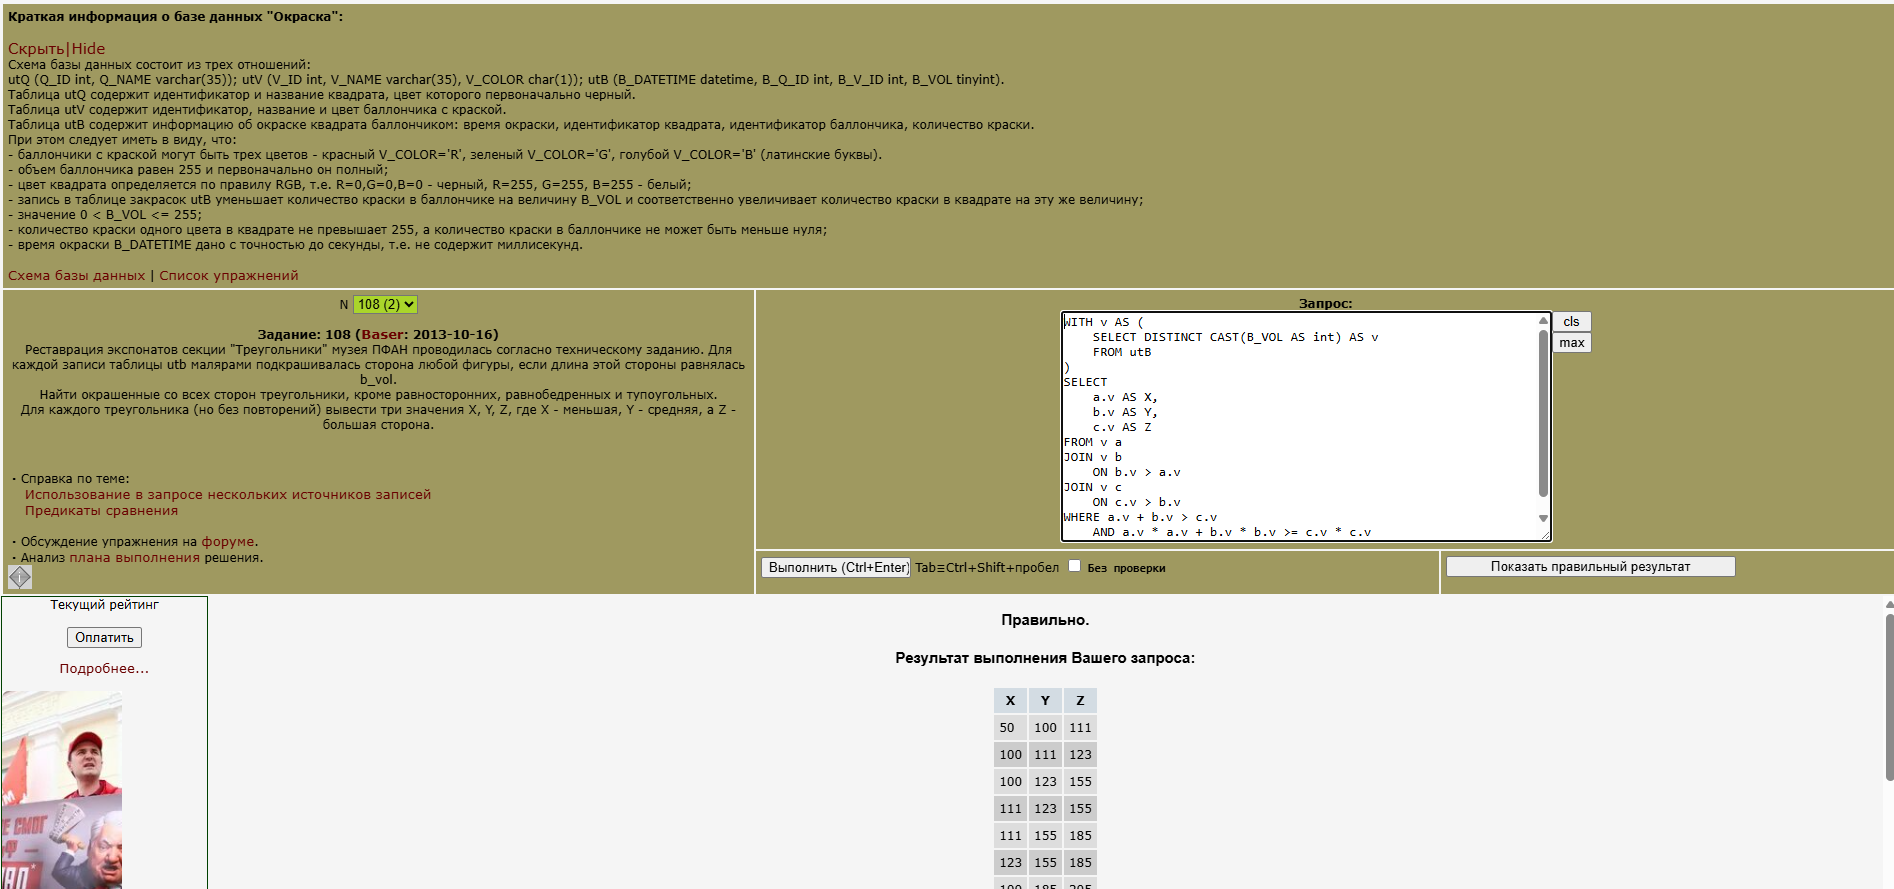 Краткая информация о базе данных "Окраска":
Скрыть|Hide
Схема базы данных состоит из трех отношений:
utQ (Q_ID int, Q_NAME varchar(35)); utV (V_ID int, V_NAME varchar(35), V_COLOR char(1)); utB (B_DATETIME datetime, B_Q_ID int, B_V_ID int, B_VOL tinyint).
Таблица utQ содержит идентификатор и название квадрата, цвет которого первоначально черный.
Таблица utV содержит идентификатор, название и цвет баллончика с краской.
Таблица utB содержит информацию об окраске квадрата баллончиком: время окраски, идентификатор квадрата, идентификатор баллончика, количество краски.
При этом следует иметь в виду, что:
- баллончики с краской могут быть трех цветов - красный V_COLOR='R', зеленый V_COLOR='G', голубой V_COLOR='B' (латинские буквы).
- объем баллончика равен 255 и первоначально он полный;
- цвет квадрата определяется по правилу RGB, т.е. R=0,G=0,B=0 - черный, R=255, G=255, B=255 - белый;
- запись в таблице закрасок utB уменьшает количество краски в баллончике на величину B_VOL и соответственно увеличивает количество краски в квадрате на эту же величину;
- значение 0 < B_VOL <= 255;
- количество краски одного цвета в квадрате не превышает 255, а количество краски в баллончике не может быть меньше нуля;
- время окраски B_DATETIME дано с точностью до секунды, т.е. не содержит миллисекунд.
Схема базы данных | Список упражнений
N 108 (2)
Задание: 108 (Baser: 2013-10-16)
Реставрация экспонатов секции "Треугольники" музея ПФАН проводилась согласно техническому заданию. Для
каждой записи таблицы utb малярами подкрашивалась сторона любой фигуры, если длина этой стороны равнялась
b_vol.
Найти окрашенные со всех сторон треугольники, кроме равносторонних, равнобедренных и тупоугольных.
Для каждого треугольника (но без повторений) вывести три значения X, Y, Z, где X - меньшая, Y - средняя, а Z -
большая сторона.
· Справка по теме:
Использование в запросе нескольких источников записей
Предикаты сравнения
· Обсуждение упражнения на форуме.
· Анализ плана выполнения решения.
Запрос:
WITH v AS (
SELECT DISTINCT CAST(B_VOL AS int) AS v
FROM utB
)
SELECT
a.v AS X,
b.v AS Y,
c.v AS Z
FROM v a
JOIN v b
ON b.v > a.v
JOIN v c
ON c.v > b.v
WHERE a.v + b.v > c.v
AND a.v * a.v + b.v * b.v >= c.v * c.v
cls
max
Выполнить (Ctrl+Enter) Tab≡Ctrl+Shift+пробел Без проверки
Показать правильный результат
Текущий рейтинг
Оплатить
Подробнее...
Правильно.
Результат выполнения Вашего запроса:
X Y Z
50 100 111
100 111 123
100 123 155
111 123 155
111 155 185
123 155 185